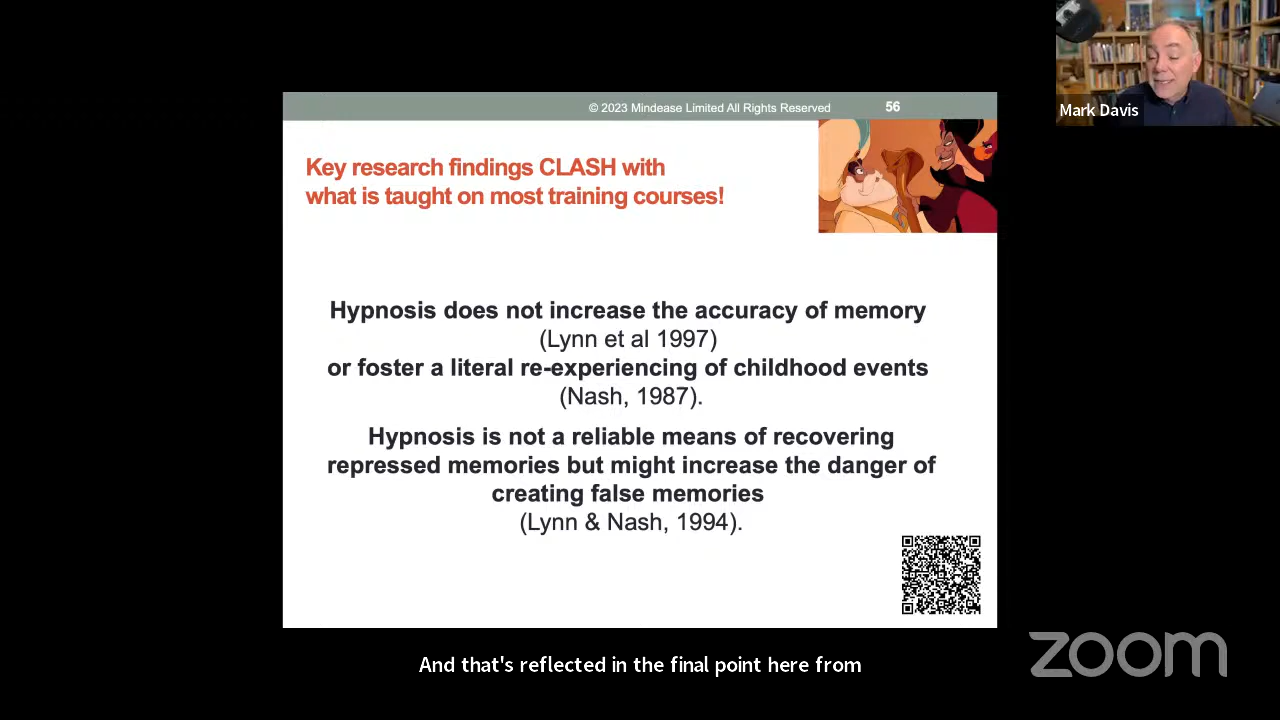 © 2023 Mindease Limited All Rights Reserved 56
Mark Davis
Key research findings CLASH with
what is taught on most training courses!
Hypnosis does not increase the accuracy of memory
(Lynn et al 1997)
or foster a literal re-experiencing of childhood events
(Nash, 1987).
Hypnosis is not a reliable means of recovering
repressed memories but might increase the danger of
creating false memories
(Lynn & Nash, 1994).
And that's reflected in the final point here from
zoom